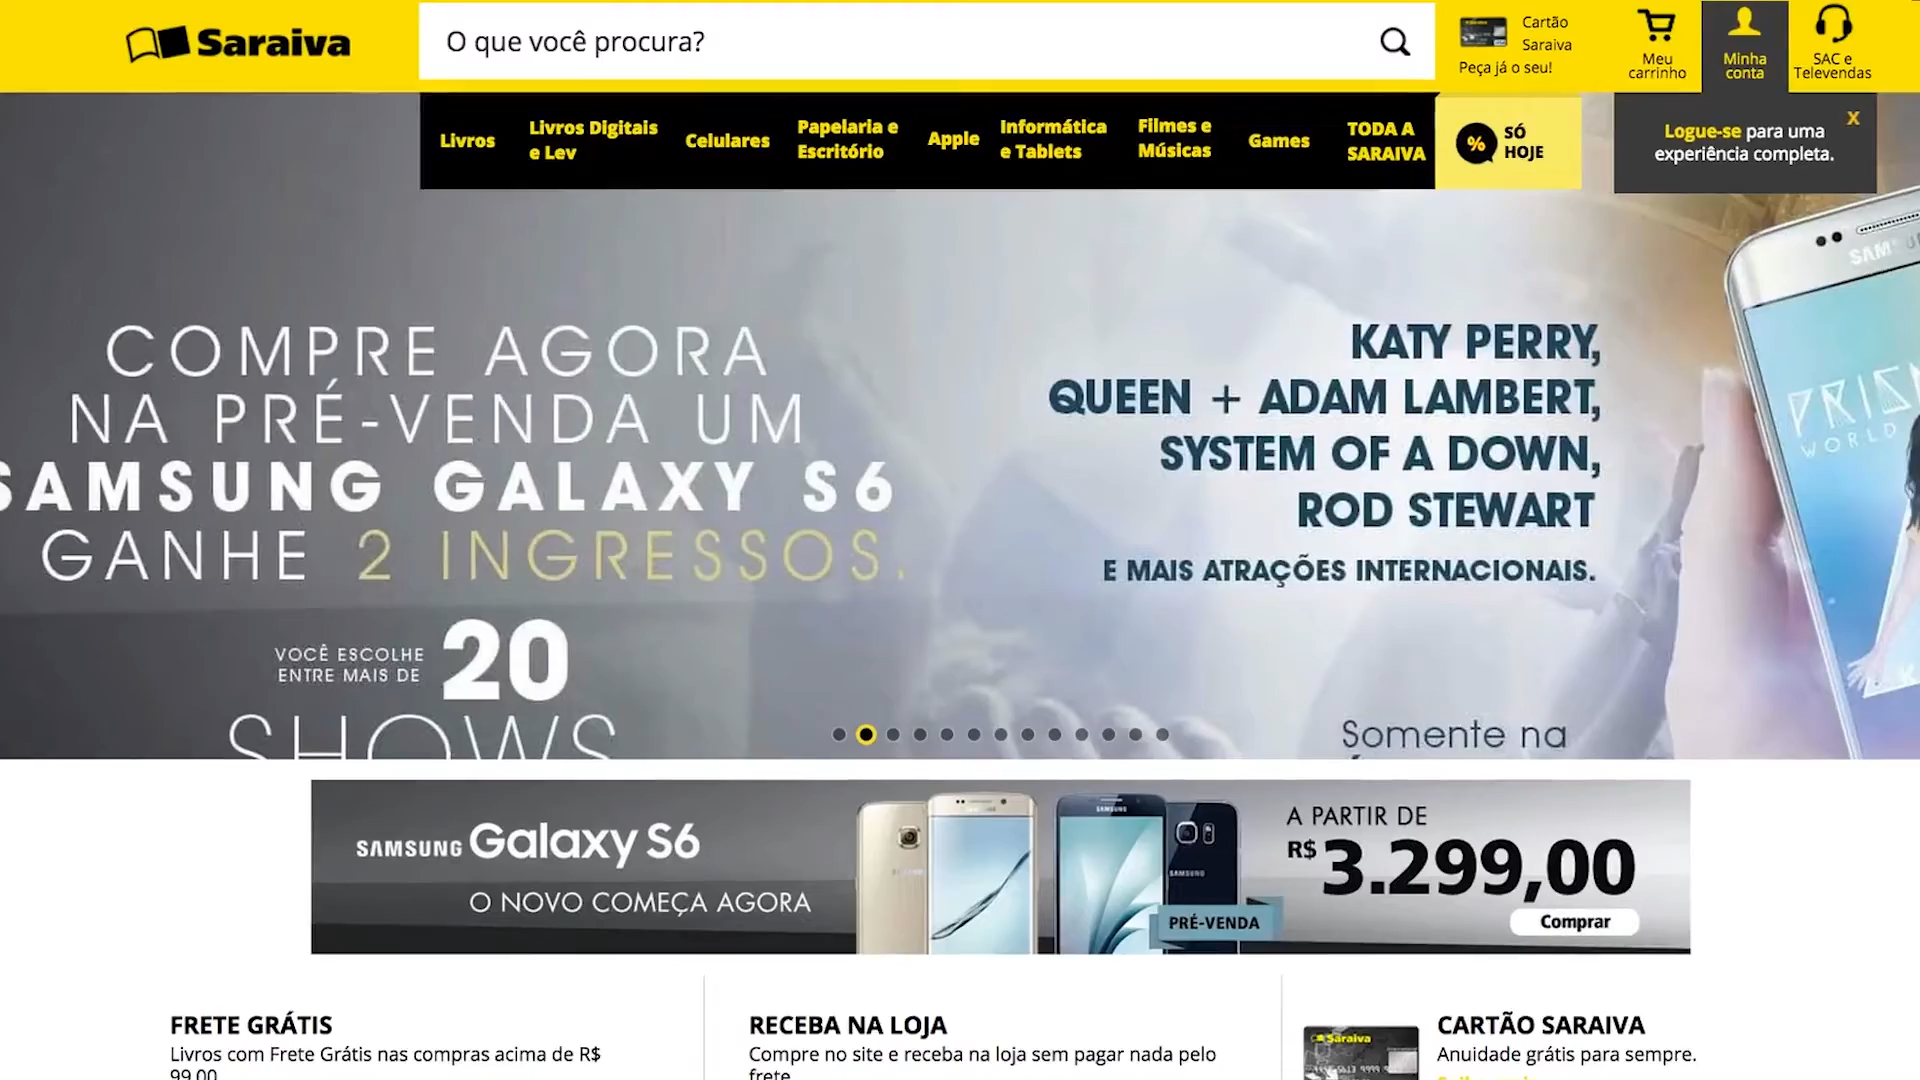 Saraiva
O que você procura?
Cartão
Saraiva
Peça já o seu!
Meu
carrinho
Minha
conta
SAC e
Televendas
Livros
Livros Digitais
e Lev
Celulares
Papelaria e
Escritório
Apple
Informática
e Tablets
Filmes e
Músicas
Games
TODA A
SARAIVA
%
SÓ
HOJE
X
Logue-se para uma
experiência completa.
COMPRE AGORA
NA PRÉ-VENDA UM
SAMSUNG GALAXY S6
GANHE 2 INGRESSOS.
VOCÊ ESCOLHE
ENTRE MAIS DE
20
SHOWS
KATY PERRY,
QUEEN + ADAM LAMBERT,
SYSTEM OF A DOWN,
ROD STEWART
E MAIS ATRAÇÕES INTERNACIONAIS.
Somente na
WORLD
SAMSUNG Galaxy S6
O NOVO COMEÇA AGORA
SAMSUNG
SAMSUNG
PRÉ-VENDA
A PARTIR DE
R$ 3.299,00
Comprar
FRETE GRÁTIS
Livros com Frete Grátis nas compras acima de R$
99,00
RECEBA NA LOJA
Compre no site e receba na loja sem pagar nada pelo
frete
Saraiva
CARTÃO SARAIVA
Anuidade grátis para sempre.